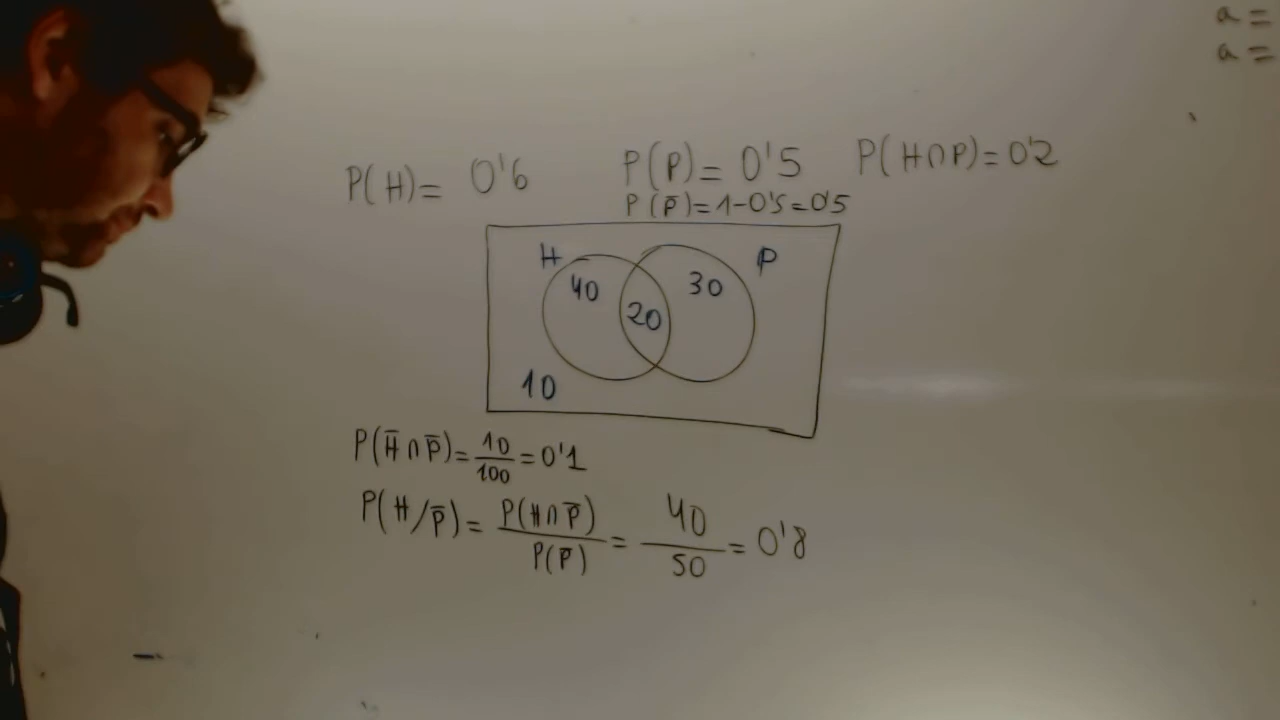 a =
a =
P(H)= 0'6 P(P)= 0'5 P(H∩P)=0'2
P(P̅)=1-0'5=0'5
H P
40 20 30
10
P(H̅∩P̅)=10/100=0'1
P(H/P̅)=P(H∩P̅)/P(P̅)=40/50=0'8